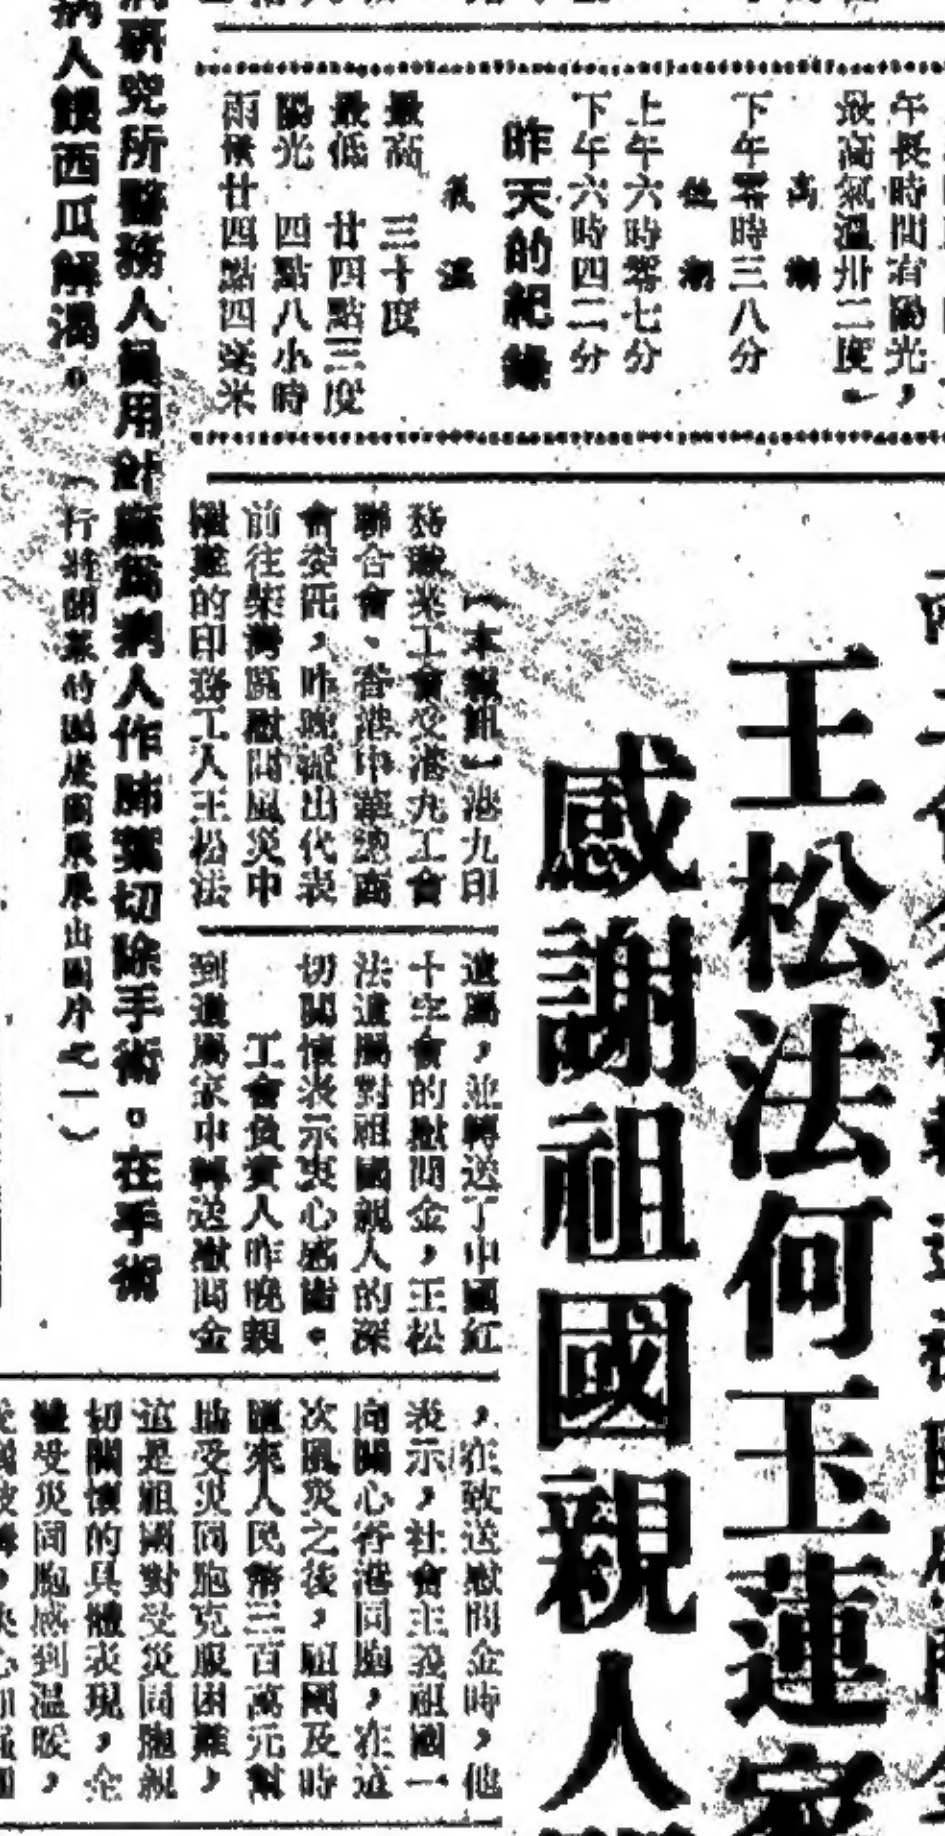 午長時間有陽光，
最高氣溫卅二度。
高潮
下午零時三八分
低潮
上午六時零七分
下午六時四二分
昨天的紀錄
氣溫
最高　三十度
最低　廿四點三度
陽光　四點八小時
雨量廿四點四毫米
王松法何玉蓮家
感謝祖國親人
【本報訊】港九印
務職業工會受港九工會
聯合會、香港中華總商
會委託，昨晚派出代表
前往柴灣區慰問風災中
罹難的印務工人王松法
遺屬，並轉送了中國紅
十字會的慰問金，王松
法遺屬對祖國親人的深
切關懷表示衷心感謝。
工會負責人昨晚親
到遺屬家中轉送慰問金
，在致送慰問金時，他
表示，社會主義祖國一
向關心香港同胞，在這
次風災之後，祖國及時
匯來人民幣三百萬元幫
助受災同胞克服困難，
這是祖國對受災同胞親
切關懷的具體表現，全
體受災同胞感到溫暖，
病研究所醫務人員用針麻為病人作肺葉切除手術。在手術
病人餵西瓜解渴。
（行將開幕的國產圖展展出圖片之一）